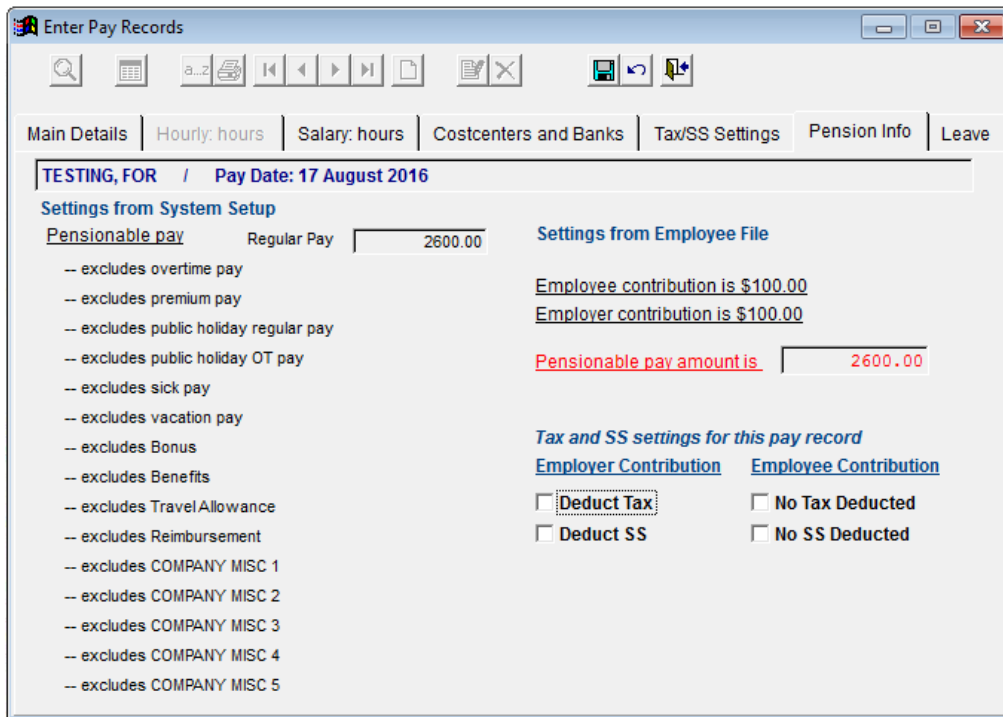 Enter Pay Records
a...z
Main Details Hourly: hours Salary: hours Costcenters and Banks Tax/SS Settings Pension Info Leave
TESTING, FOR / Pay Date: 17 August 2016
Settings from System Setup
Pensionable pay Regular Pay 2600.00
-- excludes overtime pay
-- excludes premium pay
-- excludes public holiday regular pay
-- excludes public holiday OT pay
-- excludes sick pay
-- excludes vacation pay
-- excludes Bonus
-- excludes Benefits
-- excludes Travel Allowance
-- excludes Reimbursement
-- excludes COMPANY MISC 1
-- excludes COMPANY MISC 2
-- excludes COMPANY MISC 3
-- excludes COMPANY MISC 4
-- excludes COMPANY MISC 5
Settings from Employee File
Employee contribution is $100.00
Employer contribution is $100.00
Pensionable pay amount is 2600.00
Tax and SS settings for this pay record
Employer Contribution Employee Contribution
Deduct Tax No Tax Deducted
Deduct SS No SS Deducted